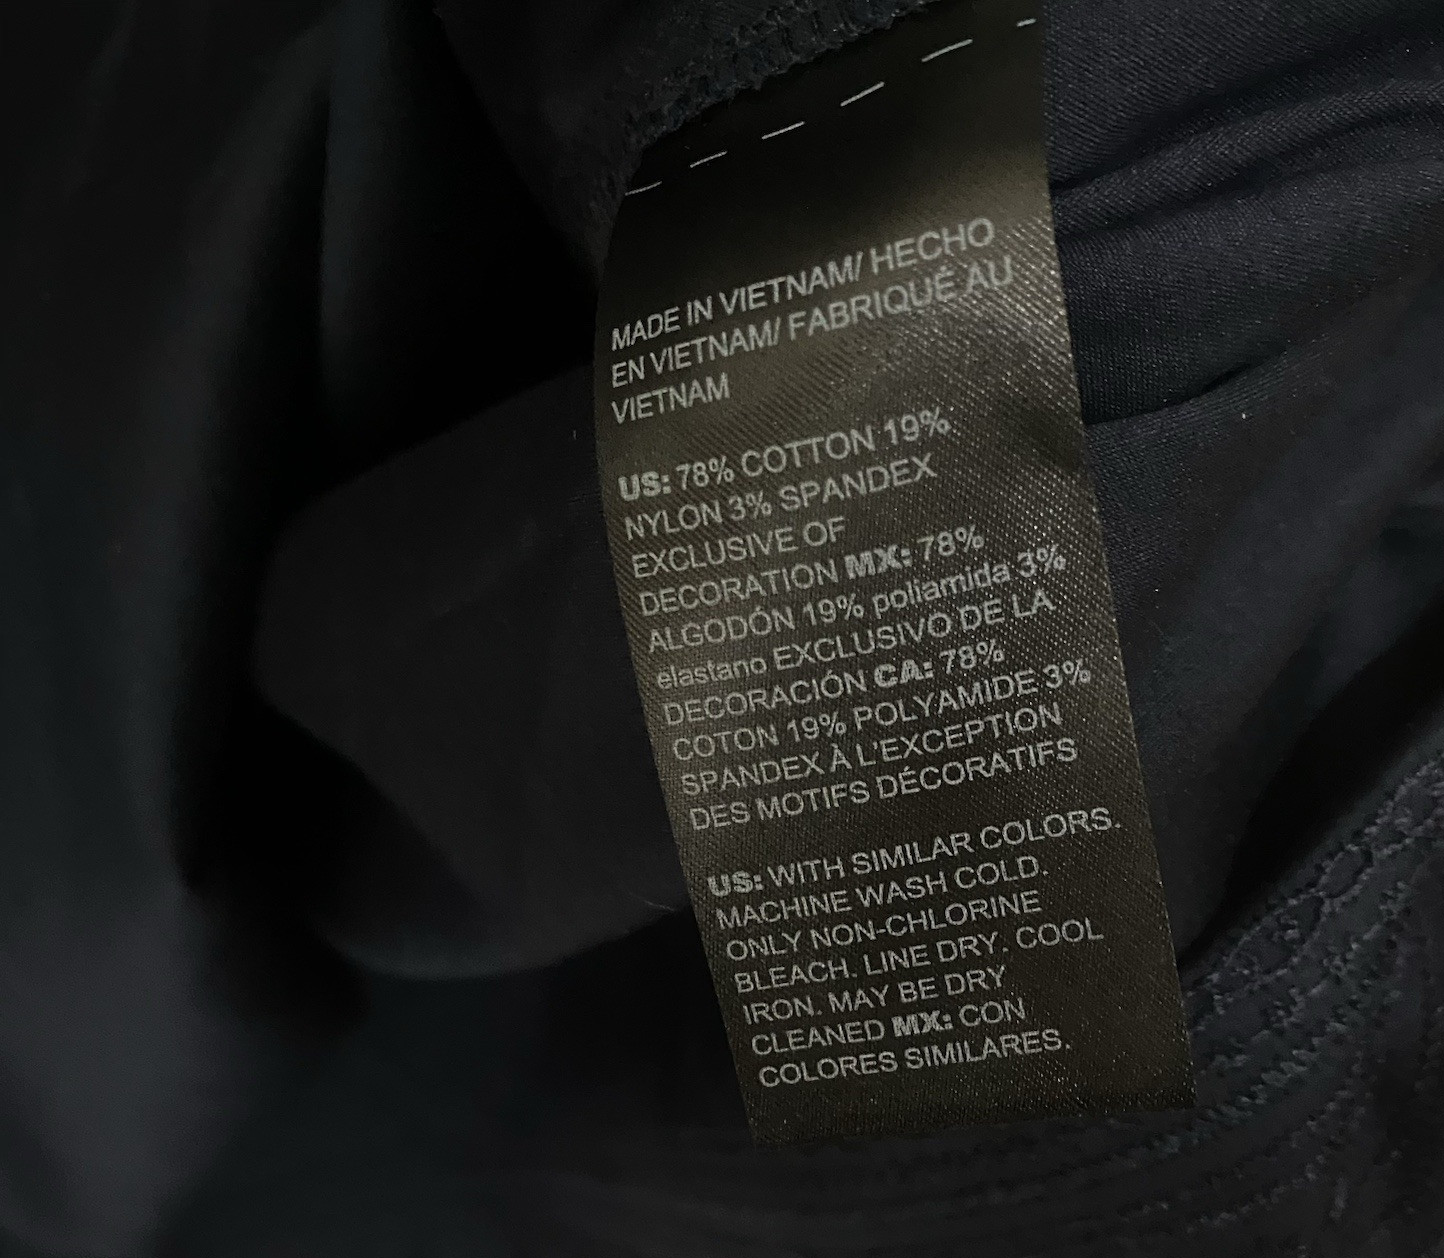 MADE IN VIETNAM/ HECHO
EN VIETNAM/ FABRIQUÉ AU
VIETNAM
US: 78% COTTON 19%
NYLON 3% SPANDEX
EXCLUSIVE OF
DECORATION MX: 78%
ALGODÓN 19% poliamida 3%
elastano EXCLUSIVO DE LA
DECORACIÓN CA: 78%
COTON 19% POLYAMIDE 3%
SPANDEX À L'EXCEPTION
DES MOTIFS DÉCORATIFS
US: WITH SIMILAR COLORS.
MACHINE WASH COLD.
ONLY NON-CHLORINE
BLEACH. LINE DRY. COOL
IRON. MAY BE DRY
CLEANED MX: CON
COLORES SIMILARES.